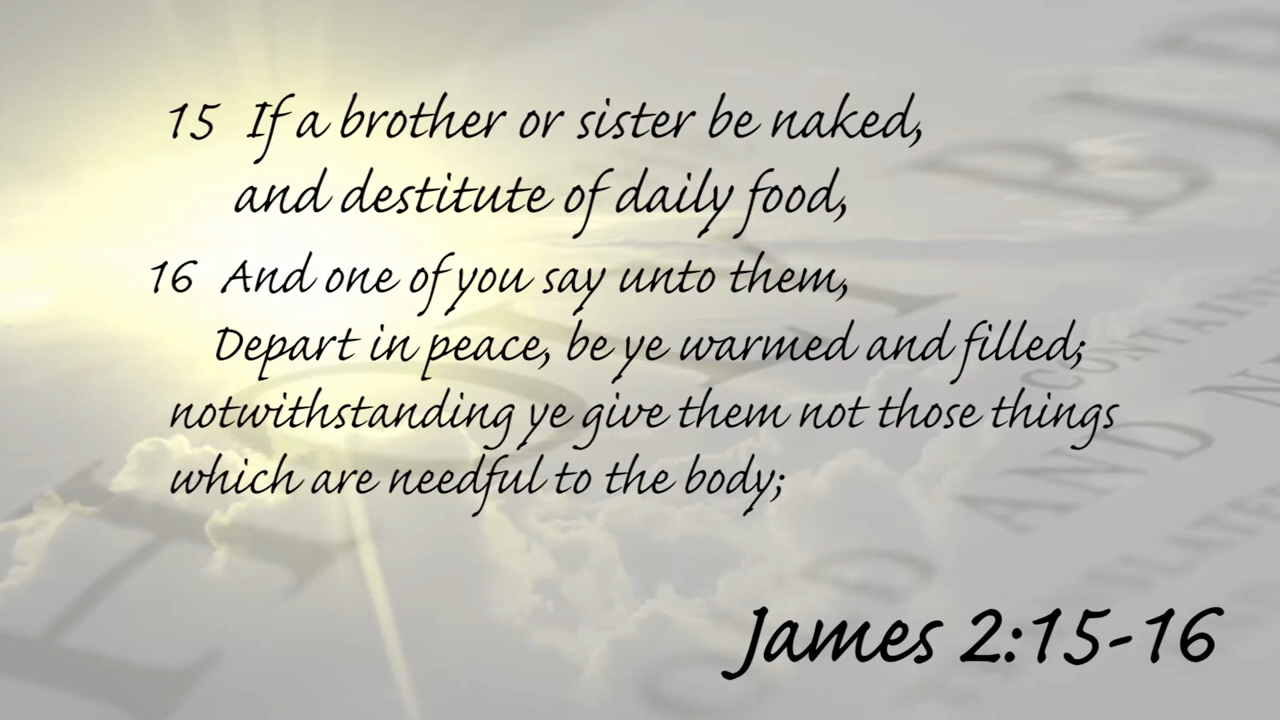 15 If a brother or sister be naked,
and destitute of daily food,
16 And one of you say unto them,
Depart in peace, be ye warmed and filled;
notwithstanding ye give them not those things
which are needful to the body;
James 2:15-16